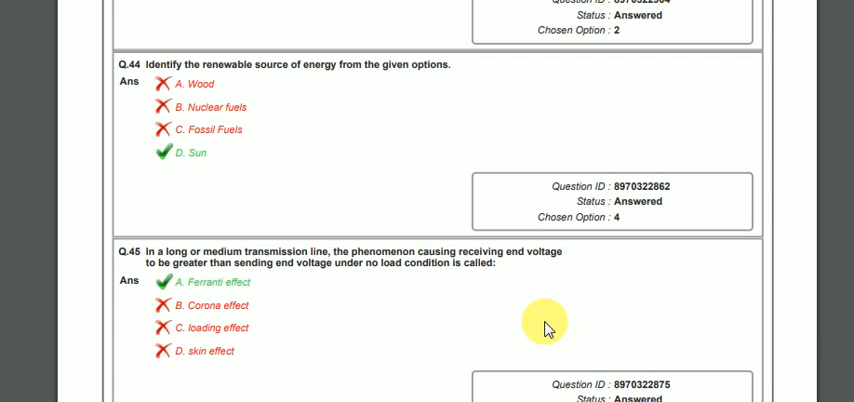 Status : Answered
Chosen Option : 2
Q.44 Identify the renewable source of energy from the given options.
Ans A. Wood
B. Nuclear fuels
C. Fossil Fuels
D. Sun
Question ID : 8970322862
Status : Answered
Chosen Option : 4
Q.45 In a long or medium transmission line, the phenomenon causing receiving end voltage
to be greater than sending end voltage under no load condition is called:
Ans A. Ferranti effect
B. Corona effect
C. loading effect
D. skin effect
Question ID : 8970322875
Status : Answered